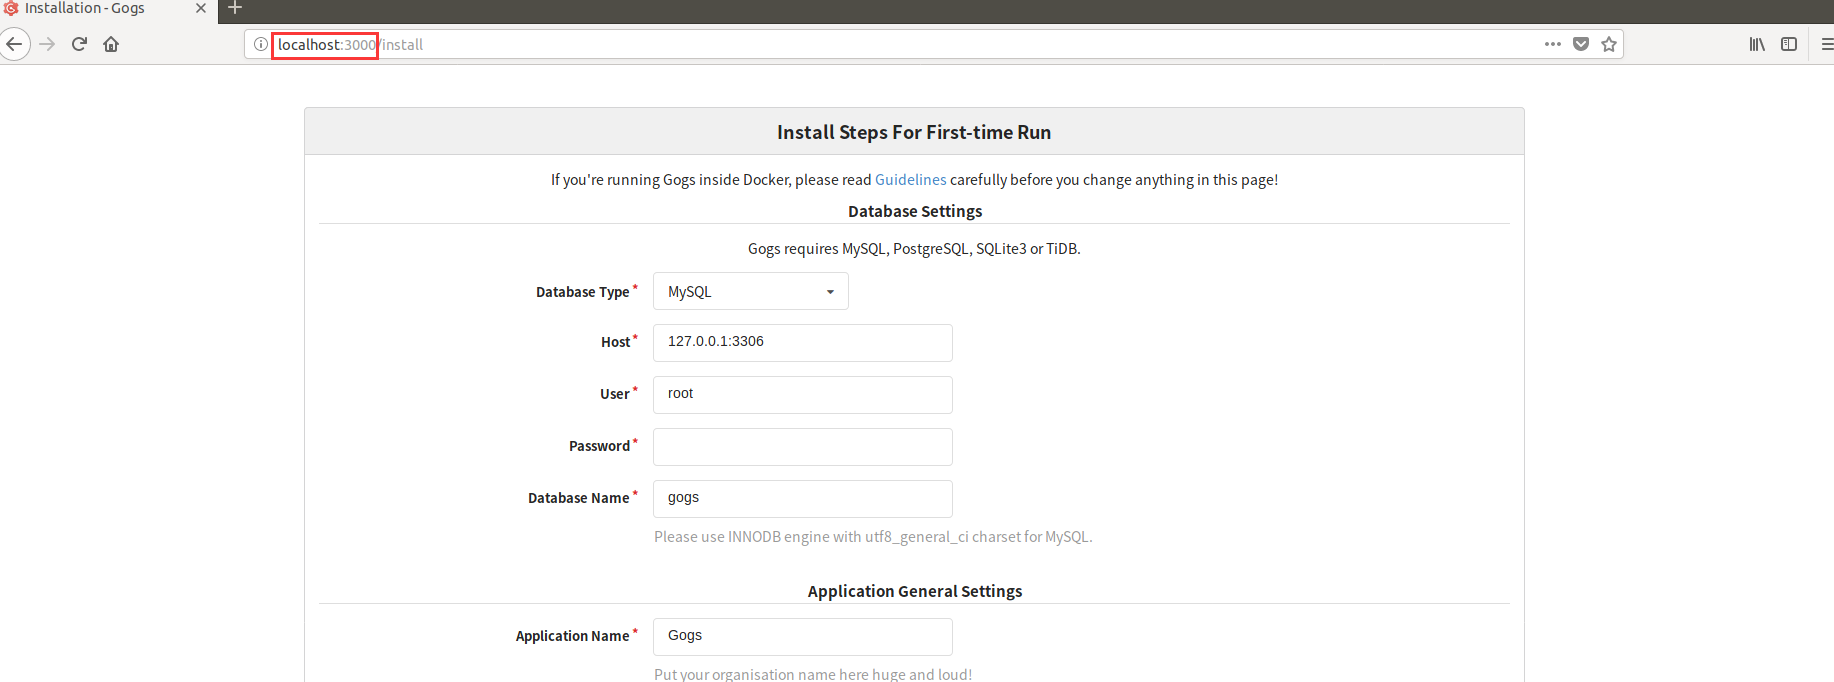 Installation - Gogs
localhost:3000/install
Install Steps For First-time Run
If you're running Gogs inside Docker, please read Guidelines carefully before you change anything in this page!
Database Settings
Gogs requires MySQL, PostgreSQL, SQLite3 or TiDB.
Database Type* MySQL
Host* 127.0.0.1:3306
User* root
Password*
Database Name* gogs
Please use INNODB engine with utf8_general_ci charset for MySQL.
Application General Settings
Application Name* Gogs
Put your organisation name here huge and loud!